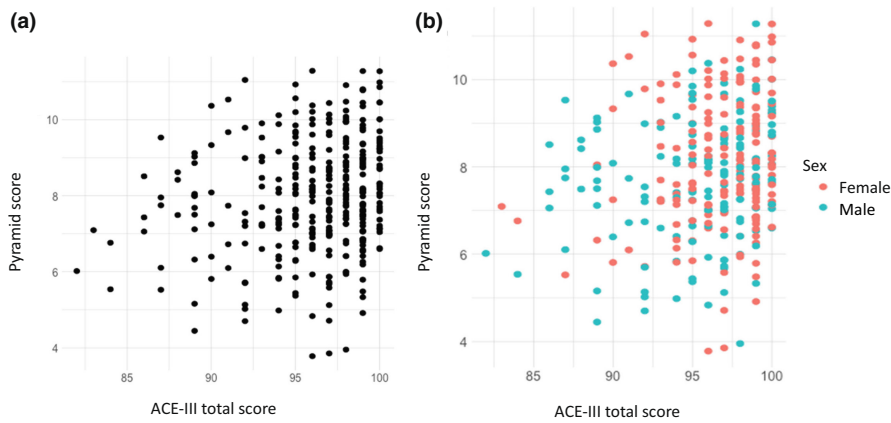 (a)
Pyramid score
10
8
6
4
85 90 95 100
ACE-III total score
(b)
Pyramid score
10
8
6
4
85 90 95 100
ACE-III total score
Sex
Female
Male